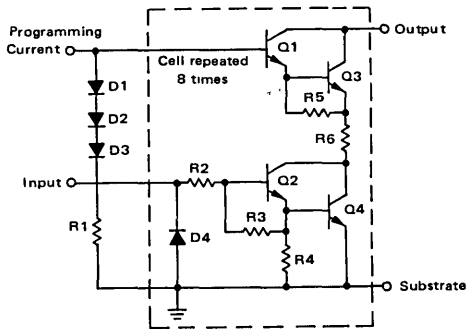 Programming
Current
Output
Cell repeated
8 times
Q1
Q3
D1
R5
D2
R6
D3
R2
Input
Q2
Q4
R1
R3
D4
R4
Substrate